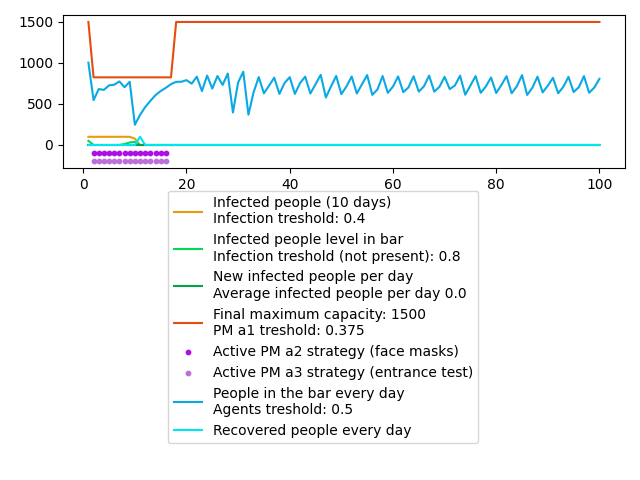 1500
1000
500
0
0 20 40 60 80 100
Infected people (10 days)
Infection treshold: 0.4
Infected people level in bar
Infection treshold (not present): 0.8
New infected people per day
Average infected people per day 0.0
Final maximum capacity: 1500
PM a1 treshold: 0.375
Active PM a2 strategy (face masks)
Active PM a3 strategy (entrance test)
People in the bar every day
Agents treshold: 0.5
Recovered people every day